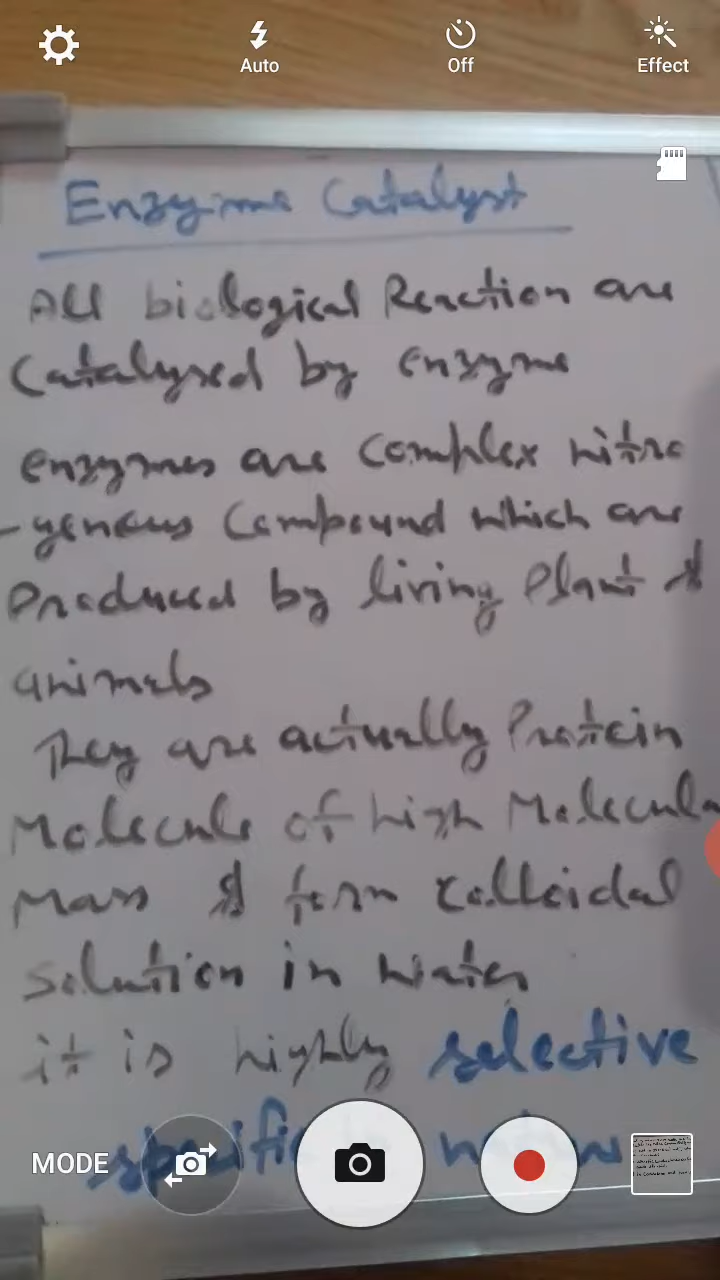 Auto
Off
Effect
Enzyme Catalyst
All biological Reaction are
Catalysed by enzyme
enzymes are complex nitro
-genous Compound which are
Produced by living Plant &
animals
They are actually Protein
Molecule of high Molecula
Mass & form colloidal
solution in water
it is highly selective
specific nature
MODE